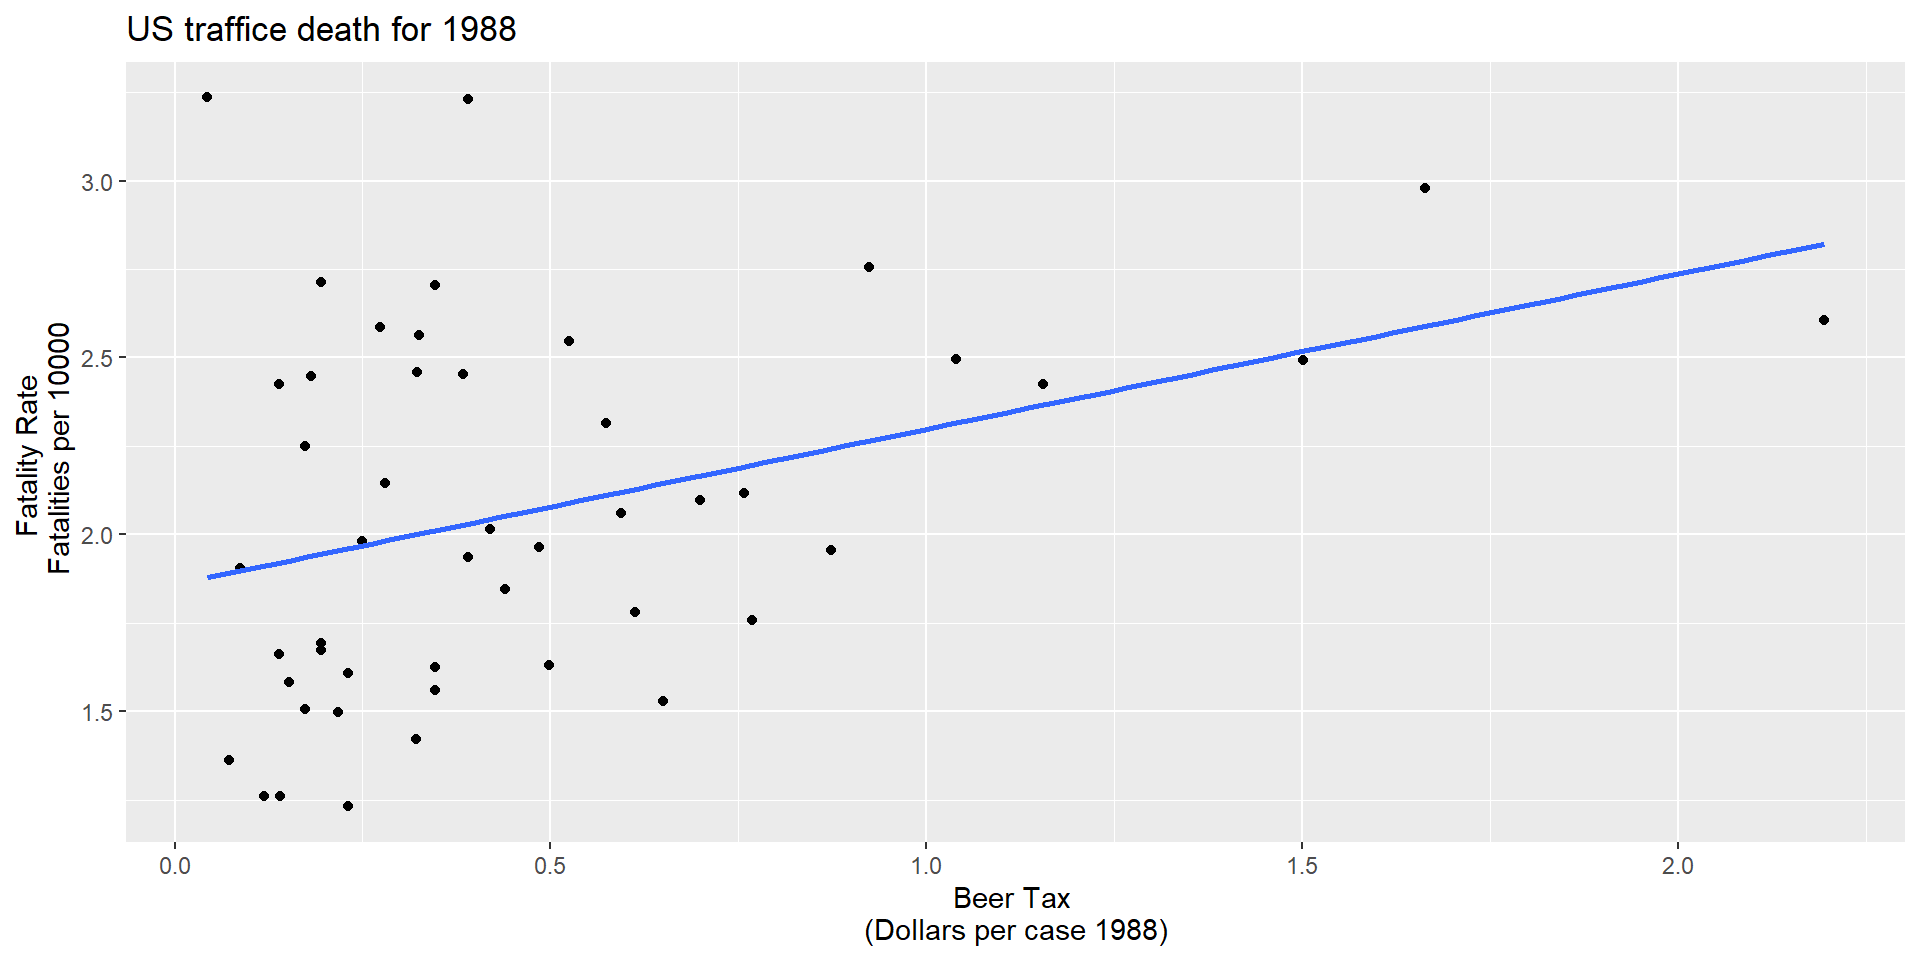 US traffice death for 1988
Fatality Rate
Fatalities per 10000
3.0
2.5
2.0
1.5
0.0
0.5
1.0
1.5
2.0
Beer Tax
(Dollars per case 1988)